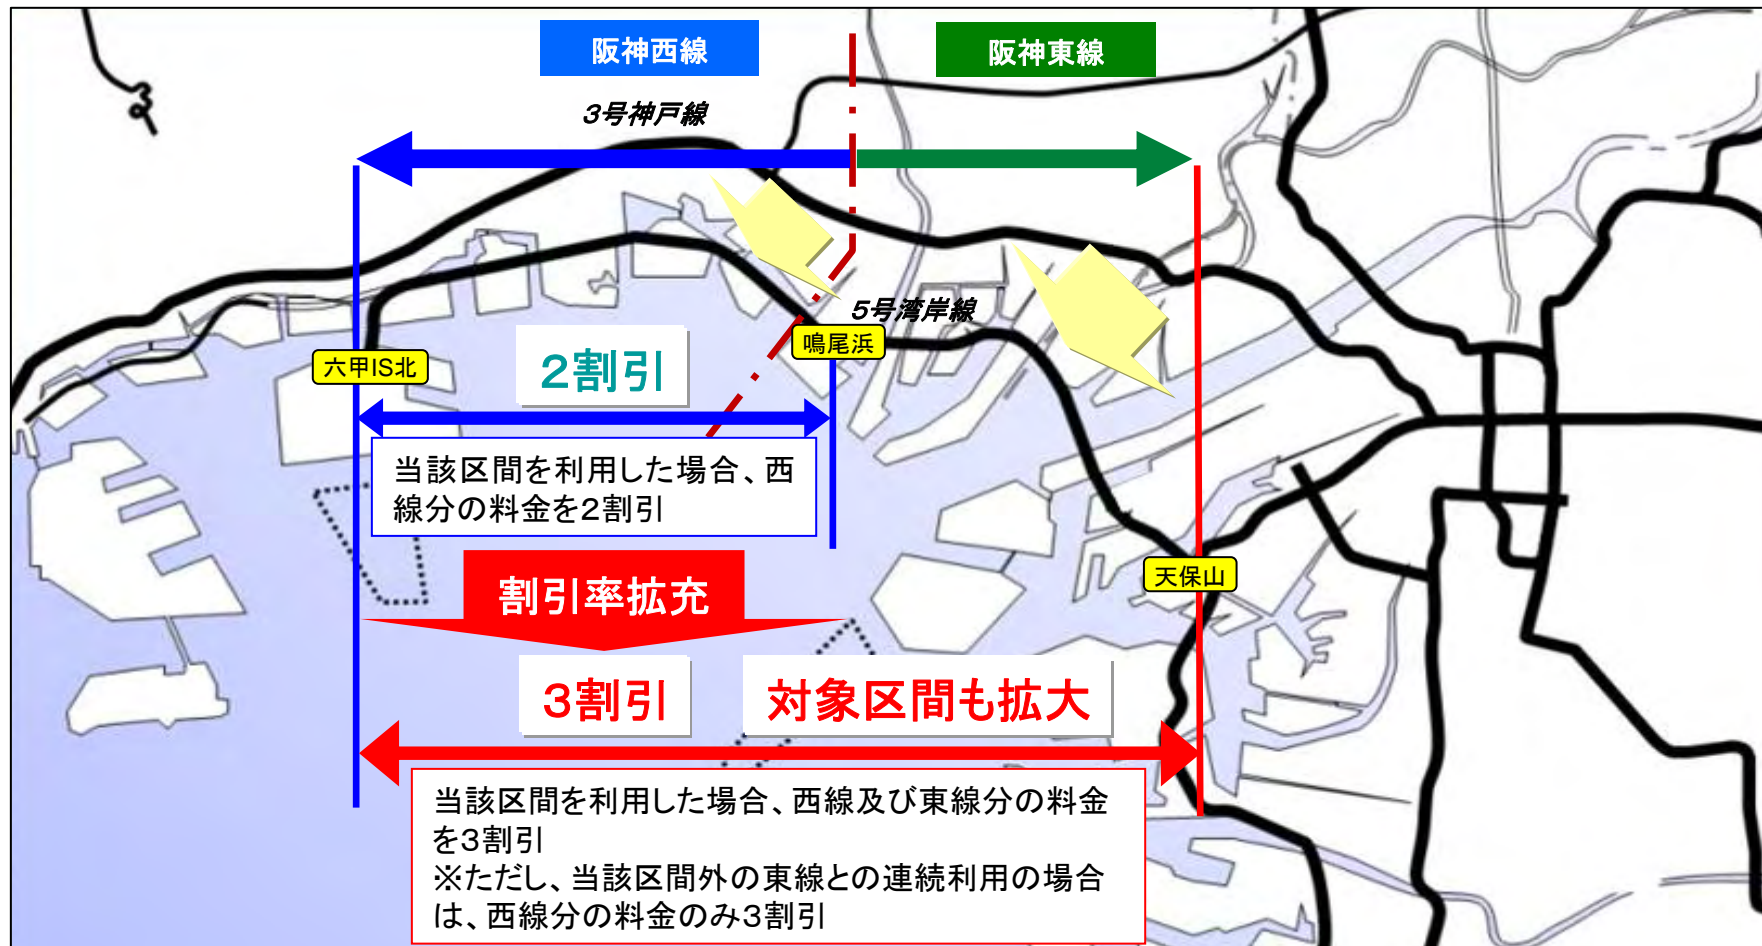 阪神西線
阪神東線
3号神戸線
5号湾岸線
鳴尾浜
六甲IS北
2割引
当該区間を利用した場合、西
線分の料金を2割引
天保山
割引率拡充
3割引
対象区間も拡大
当該区間を利用した場合、西線及び東線分の料金
を3割引
※ただし、当該区間外の東線との連続利用の場合
は、西線分の料金のみ3割引